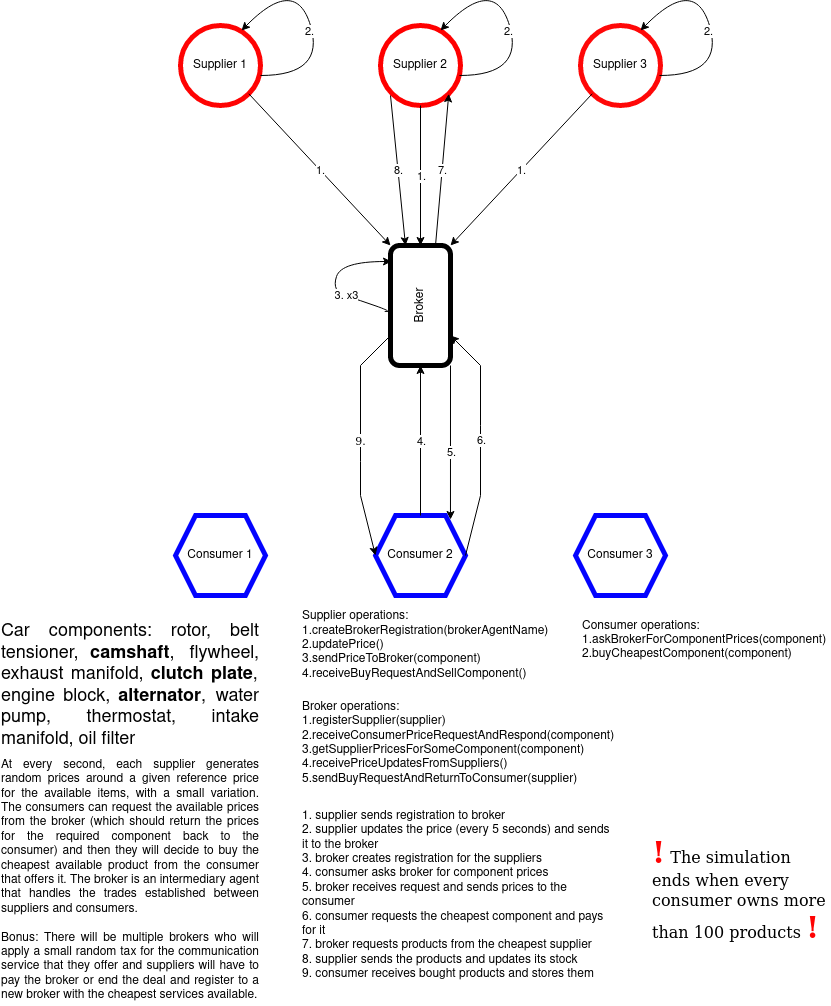 2.
2.
2.
Supplier 1
Supplier 2
Supplier 3
1.
8.
1.
7.
1.
3. x3
Broker
9.
4.
5.
6.
Consumer 1
Consumer 2
Consumer 3
Car components: rotor, belt
tensioner, camshaft, flywheel,
exhaust manifold, clutch plate,
engine block, alternator, water
pump, thermostat, intake
manifold, oil filter
At every second, each supplier generates
random prices around a given reference price
for the available items, with a small variation.
The consumers can request the available prices
from the broker (which should return the prices
for the required component back to the
consumer) and then they will decide to buy the
cheapest available product from the consumer
that offers it. The broker is an intermediary agent
that handles the trades established between
suppliers and consumers.
Bonus: There will be multiple brokers who will
apply a small random tax for the communication
service that they offer and suppliers will have to
pay the broker or end the deal and register to a
new broker with the cheapest services available.
Supplier operations:
1.createBrokerRegistration(brokerAgentName)
2.updatePrice()
3.sendPriceToBroker(component)
4.receiveBuyRequestAndSellComponent()
Broker operations:
1.registerSupplier(supplier)
2.receiveConsumerPriceRequestAndRespond(component)
3.getSupplierPricesForSomeComponent(component)
4.receivePriceUpdatesFromSuppliers()
5.sendBuyRequestAndReturnToConsumer(supplier)
1. supplier sends registration to broker
2. supplier updates the price (every 5 seconds) and sends
it to the broker
3. broker creates registration for the suppliers
4. consumer asks broker for component prices
5. broker receives request and sends prices to the
consumer
6. consumer requests the cheapest component and pays
for it
7. broker requests products from the cheapest supplier
8. supplier sends the products and updates its stock
9. consumer receives bought products and stores them
Consumer operations:
1.askBrokerForComponentPrices(component)
2.buyCheapestComponent(component)
! The simulation
ends when every
consumer owns more
than 100 products !